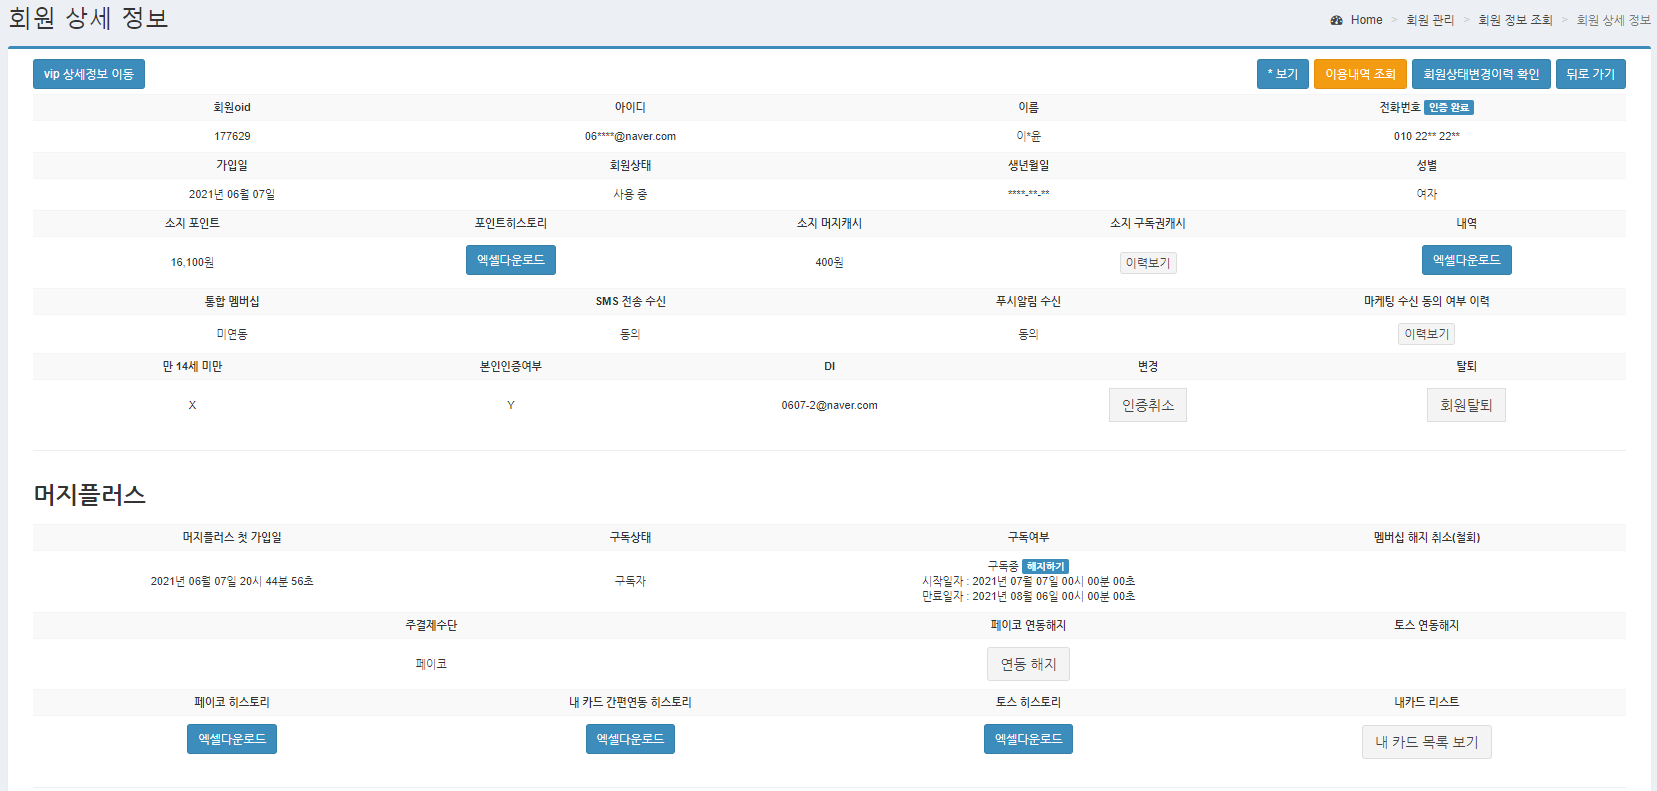 회원 상세 정보
Home > 회원 관리 > 회원 정보 조회 > 회원 상세 정보
vip 상세정보 이동
* 보기 이용내역 조회 회원상태변경이력 확인 뒤로 가기
회원oid 아이디 이름 전화번호 인증 완료
177629 06****@naver.com 이*윤 010 22** 22**
가입일 회원상태 생년월일 성별
2021년 06월 07일 사용 중 ****-**-** 여자
소지 포인트 포인트히스토리 소지 머지캐시 소지 구독권캐시 내역
16,100원 엑셀다운로드 400원 이력보기 엑셀다운로드
통합 멤버십 SMS 전송 수신 푸시알림 수신 마케팅 수신 동의 여부 이력
미연동 동의 동의 이력보기
만 14세 미만 본인인증여부 DI 변경 탈퇴
X Y 0607-2@naver.com 인증취소 회원탈퇴
머지플러스
머지플러스 첫 가입일 구독상태 구독여부 멤버십 해지 취소(철회)
2021년 06월 07일 20시 44분 56초 구독자 구독중 해지하기
시작일자 : 2021년 07월 07일 00시 00분 00초
만료일자 : 2021년 08월 06일 00시 00분 00초
주결제수단 페이코 연동해지 토스 연동해지
페이코 연동 해지
페이코 히스토리 내 카드 간편연동 히스토리 토스 히스토리 내카드 리스트
엑셀다운로드 엑셀다운로드 엑셀다운로드 내 카드 목록 보기